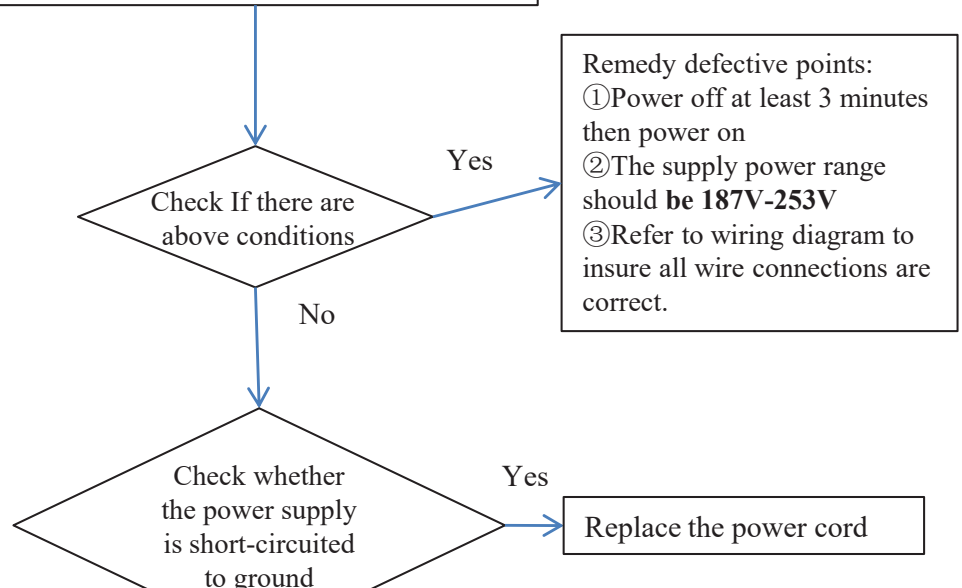 Remedy defective points:
①Power off at least 3 minutes
then power on
②The supply power range
should be 187V-253V
③Refer to wiring diagram to
insure all wire connections are
correct.
Yes
Check If there are
above conditions
No
Check whether
the power supply
is short-circuited
to ground
Yes
Replace the power cord